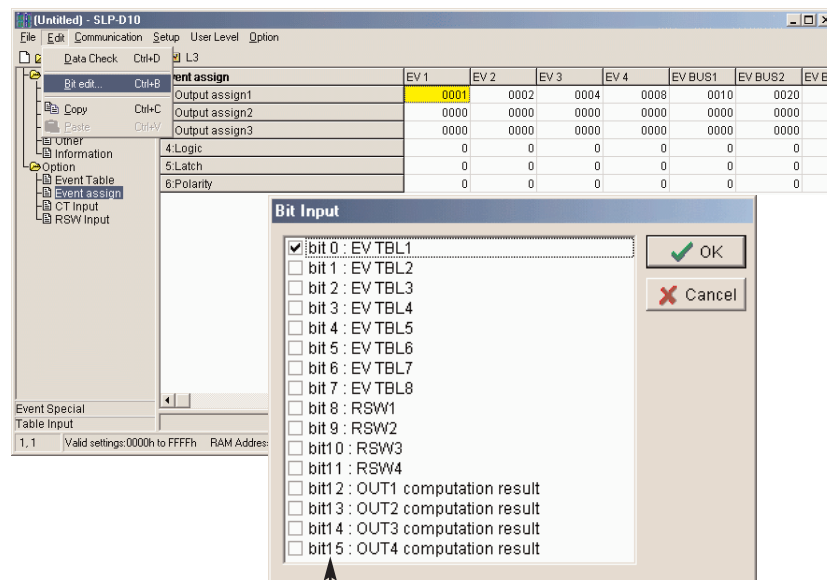 (Untitled) - SLP-D10
File Edit Communication Setup User Level Option
L3
Data Check Ctrl+D
Bit edit... Ctrl+B
Copy Ctrl+C
Paste Ctrl+V
Other
Information
Option
Event Table
Event assign
CT Input
RSW Input
ent assign EV 1 EV 2 EV 3 EV 4 EV BUS1 EV BUS2 EV B
Output assign1 0001 0002 0004 0008 0010 0020
Output assign2 0000 0000 0000 0000 0000 0000
Output assign3 0000 0000 0000 0000 0000 0000
4:Logic 0 0 0 0 0 0
5:Latch 0 0 0 0 0 0
6:Polarity 0 0 0 0 0 0
Event Special
Table Input
1, 1 Valid settings:0000h to FFFFh RAM Addres
Bit Input
bit 0 : EV TBL1
bit 1 : EV TBL2
bit 2 : EV TBL3
bit 3 : EV TBL4
bit 4 : EV TBL5
bit 5 : EV TBL6
bit 6 : EV TBL7
bit 7 : EV TBL8
bit 8 : RSW1
bit 9 : RSW2
bit10 : RSW3
bit11 : RSW4
bit12 : OUT1 computation result
bit13 : OUT2 computation result
bit14 : OUT3 computation result
bit15 : OUT4 computation result
OK
Cancel